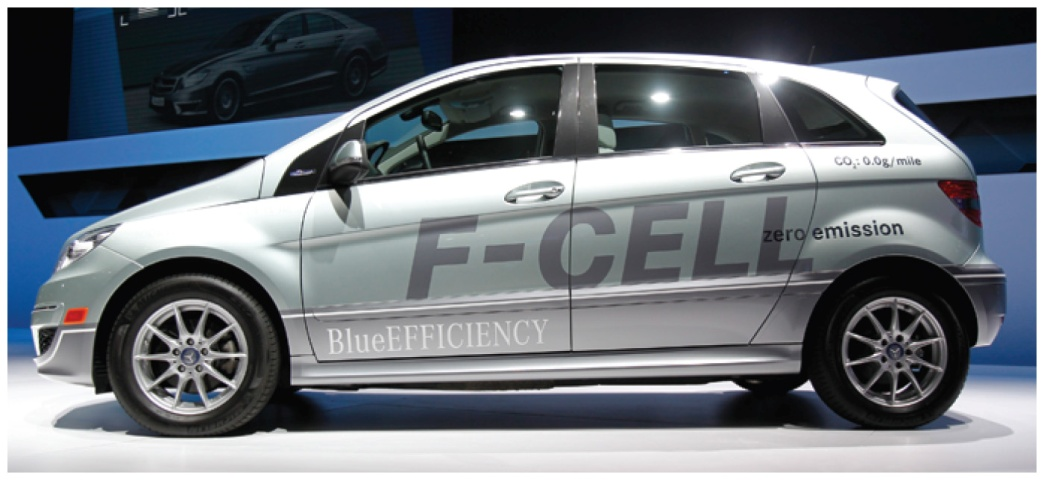 CO₂: 0.0g/mile
F-CELL
zero emission
BlueEFFICIENCY